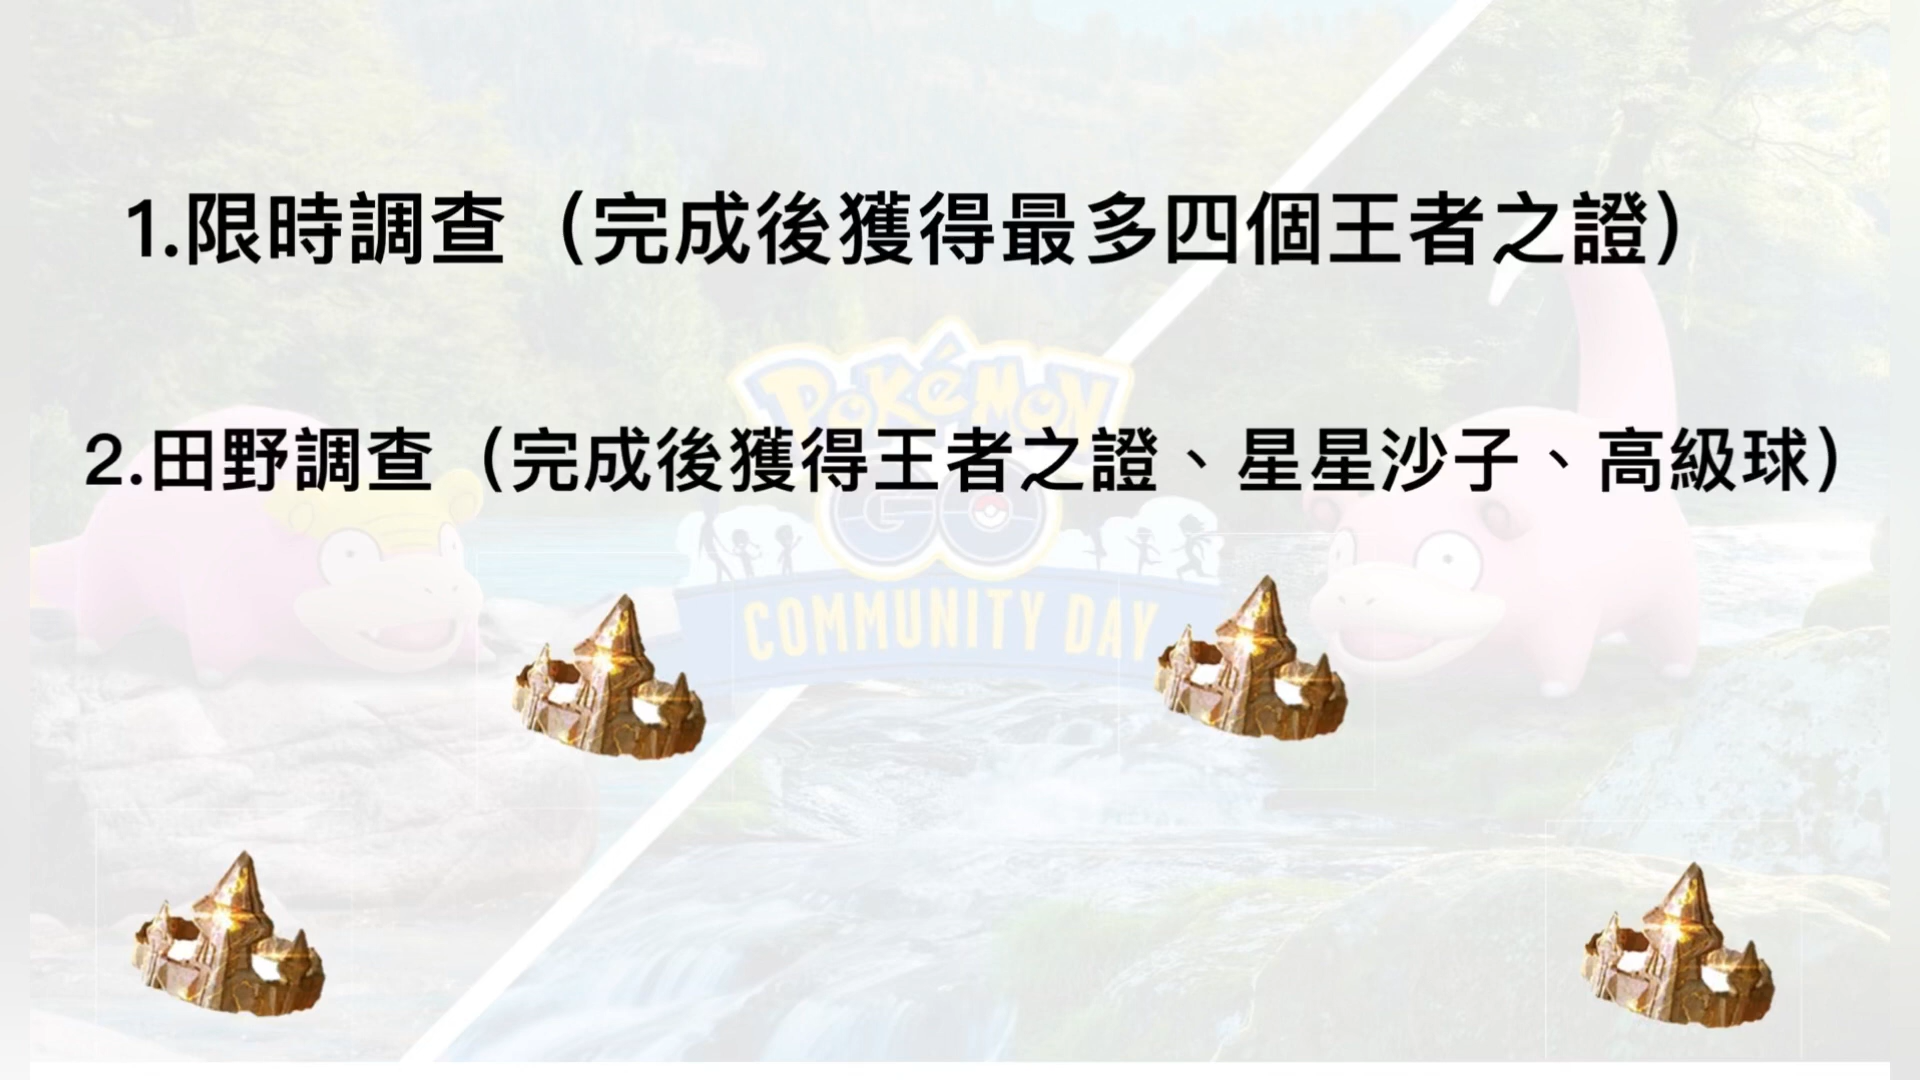 1.限時調查（完成後獲得最多四個王者之證）
2.田野調查（完成後獲得王者之證、星星沙子、高級球）
POKéMON
GO
COMMUNITY DAY